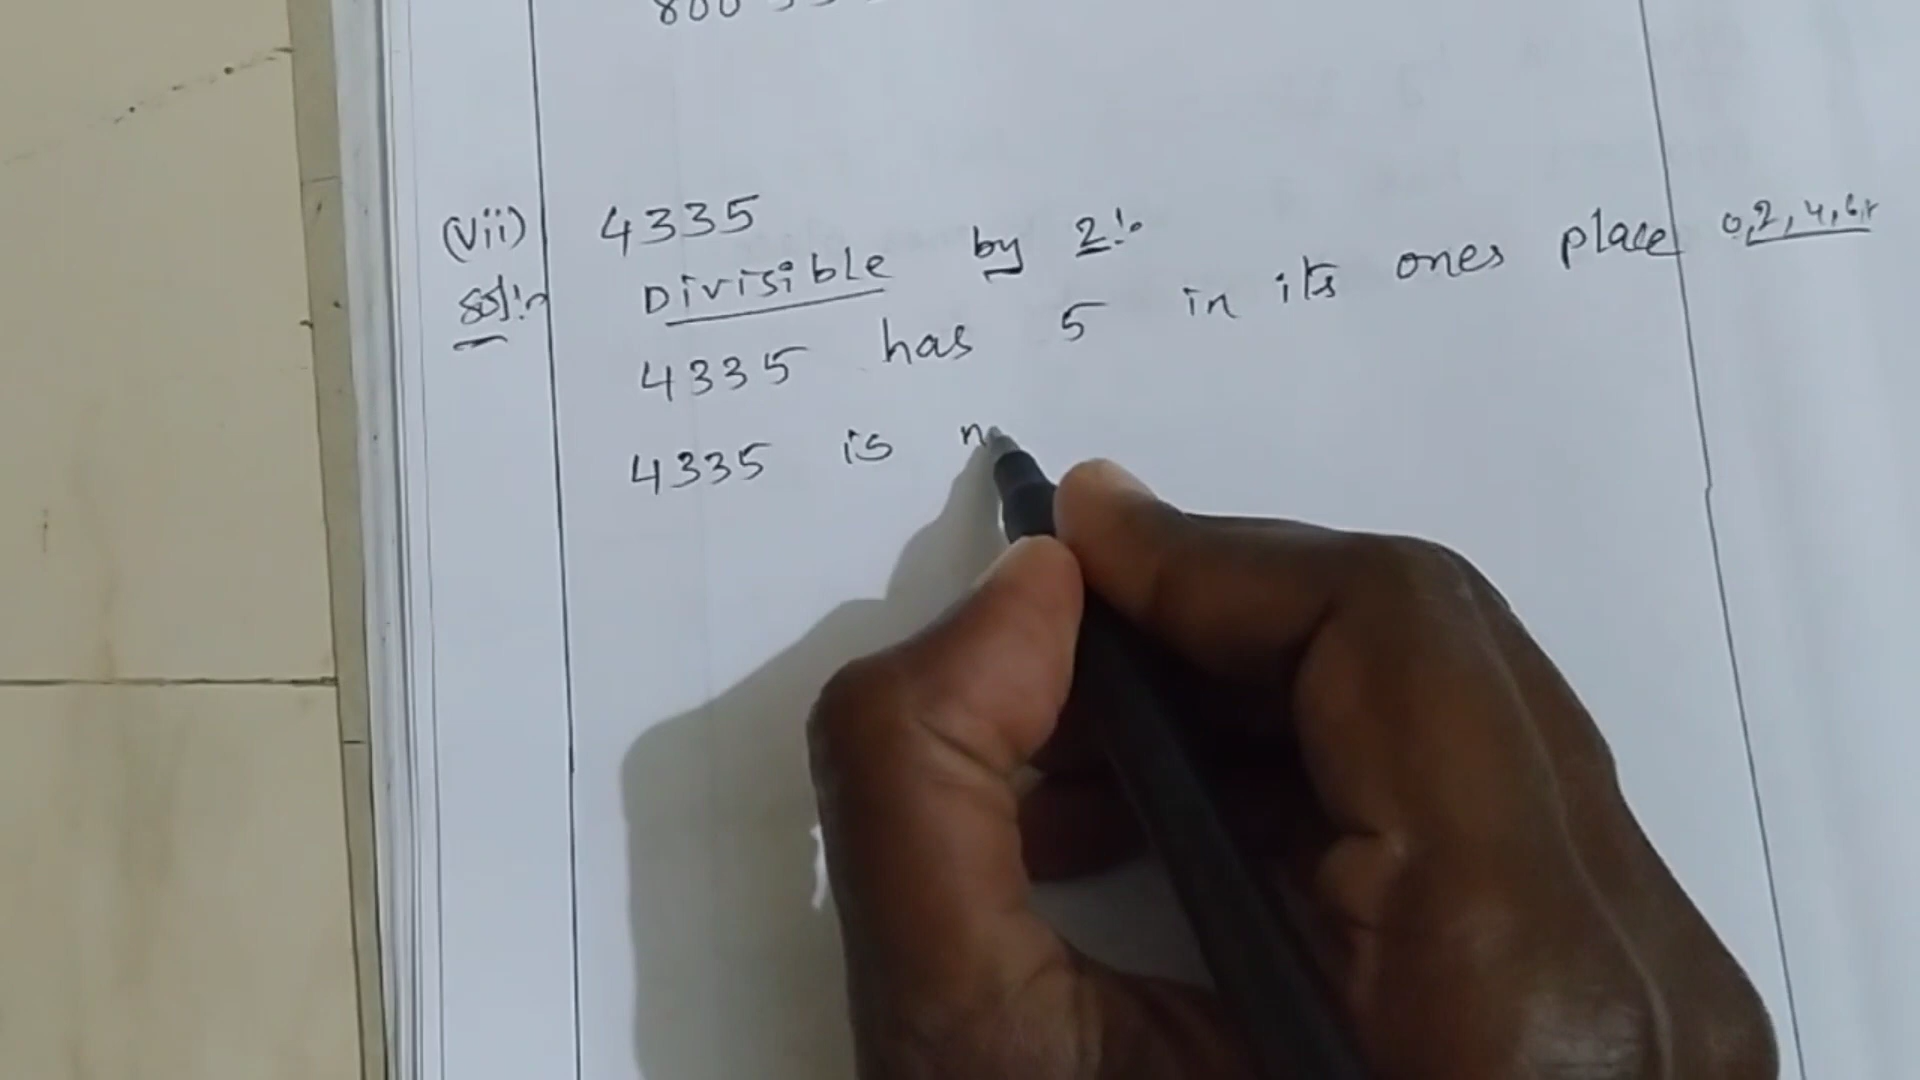 (vii) 4335
Sol:n Divisible by 2:
4335 has 5 in its ones place 0,2,4,6,8
4335 is n